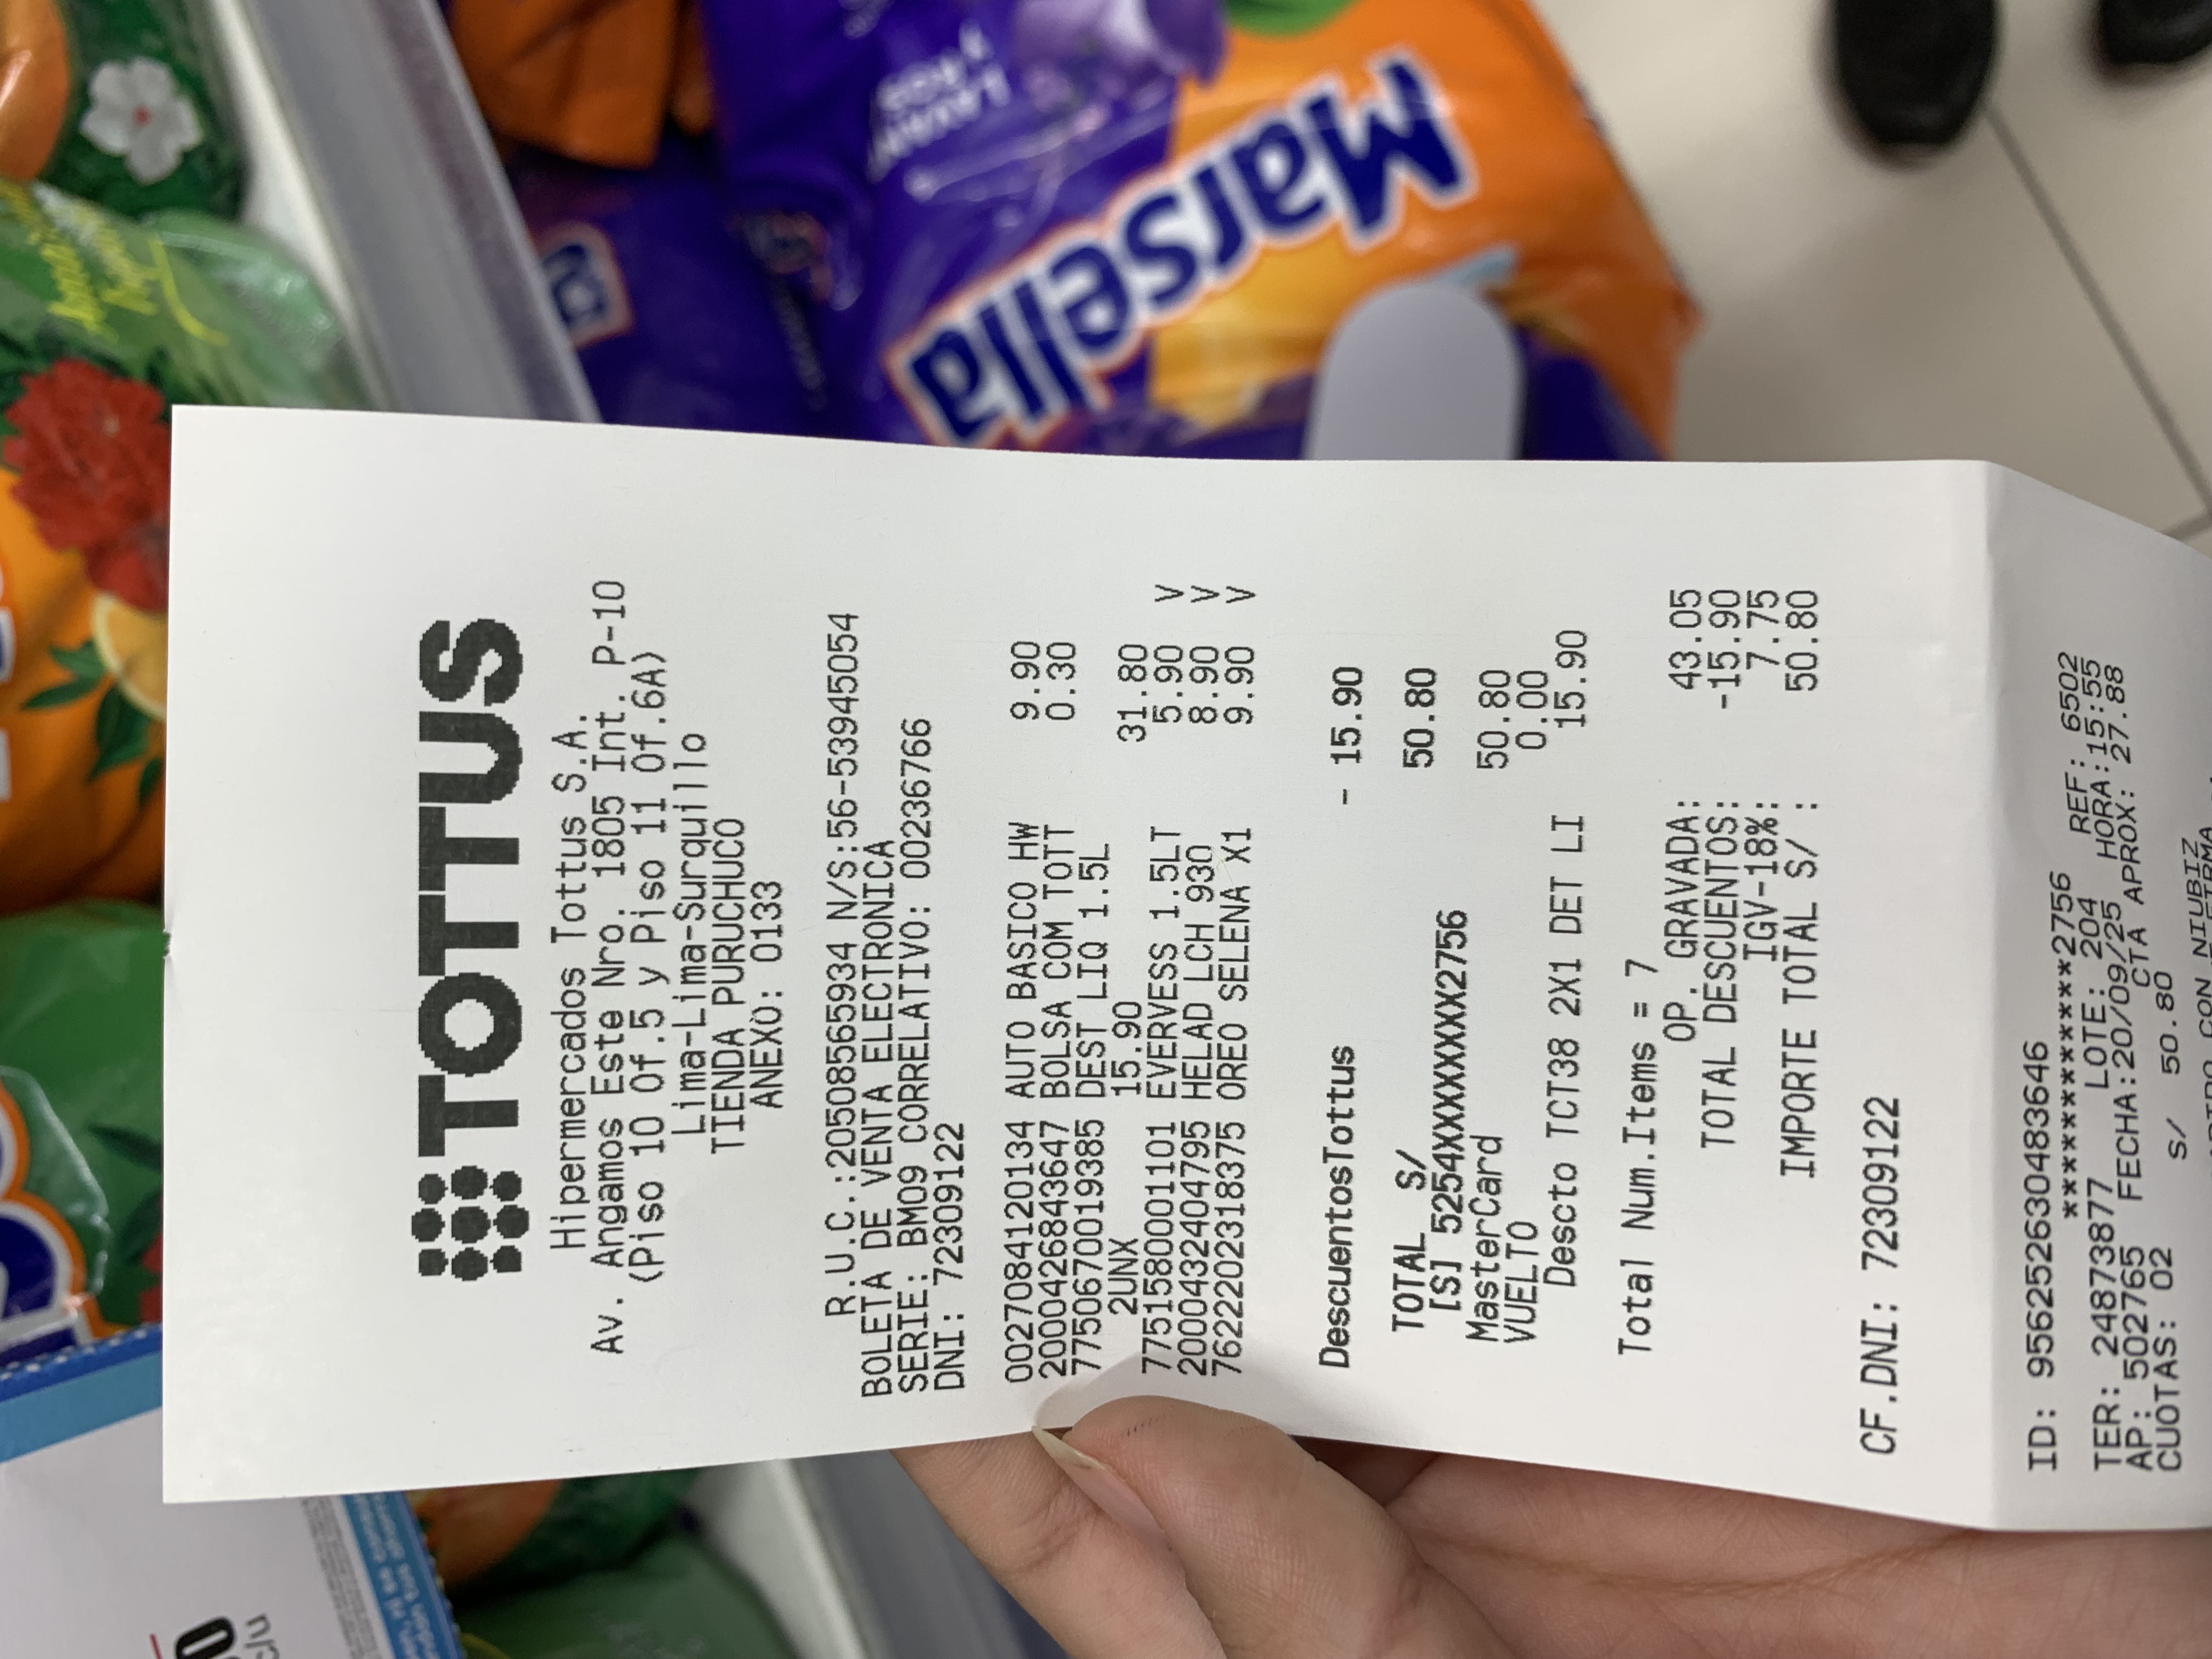 c/u
TOTTUS
Hipermercados Tottus S.A.
Av. Angamos Este Nro. 1805 Int. P-10
(Piso 10 Of.5 y Piso 11 Of.6A)
Lima-Lima-Surquillo
TIENDA PURUCHUCO
ANEXO: 0133
R.U.C.:20508565934 N/S:56-53945054
BOLETA DE VENTA ELECTRONICA
SERIE: BM09 CORRELATIVO: 00236766
DNI: 72309122
0027084120134 AUTO BASICO HW 9.90
2000426843647 BOLSA COM TOTT 0.30
7750670019385 DEST LIQ 1.5L
2UNX 15.90 31.80
7751580001101 EVERVESS 1.5LT 5.90 V
2000432404795 HELAD LCH 930 8.90 V
7622202318375 OREO SELENA X1 9.90 V
DescuentosTottus - 15.90
TOTAL S/ 50.80
[S] 5254XXXXXXXX2756
MasterCard 50.80
VUELTO 0.00
Descto TCT38 2X1 DET LI 15.90
Total Num.Items = 7
OP. GRAVADA: 43.05
TOTAL DESCUENTOS: -15.90
IGV-18%: 7.75
IMPORTE TOTAL S/ : 50.80
CF.DNI: 72309122
ID: 956252630483646
************2756
TER: 24873877 LOTE: 204 REF: 6502
AP: 502765 FECHA:20/09/25 HORA:15:55
CUOTAS: 02 CTA APROX: 27.88
S/ 50.80
CON NIUBIZ
FIRMA
Marsella